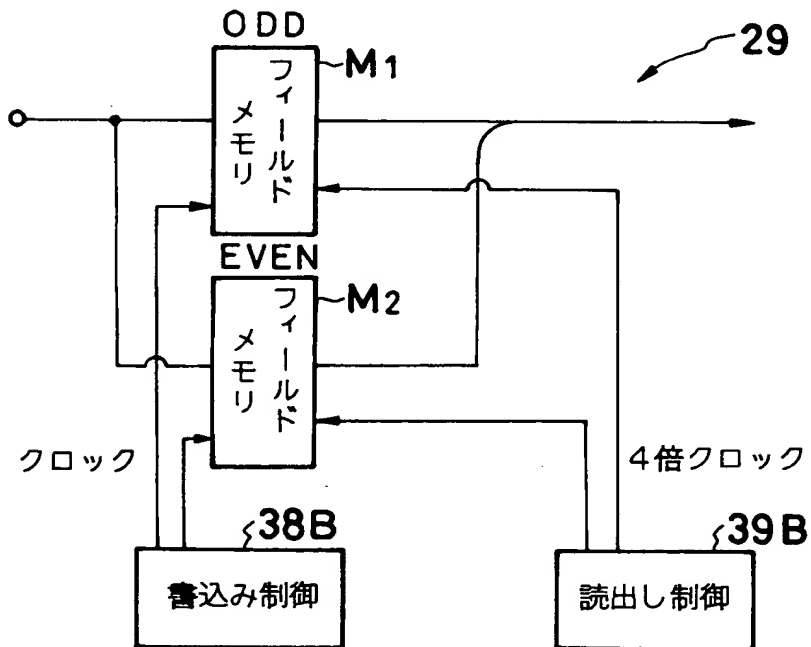 ODD
M1
29
フィールド
メモリ
EVEN
M2
フィールド
メモリ
クロック
4倍クロック
38B
39B
書込み制御
読出し制御